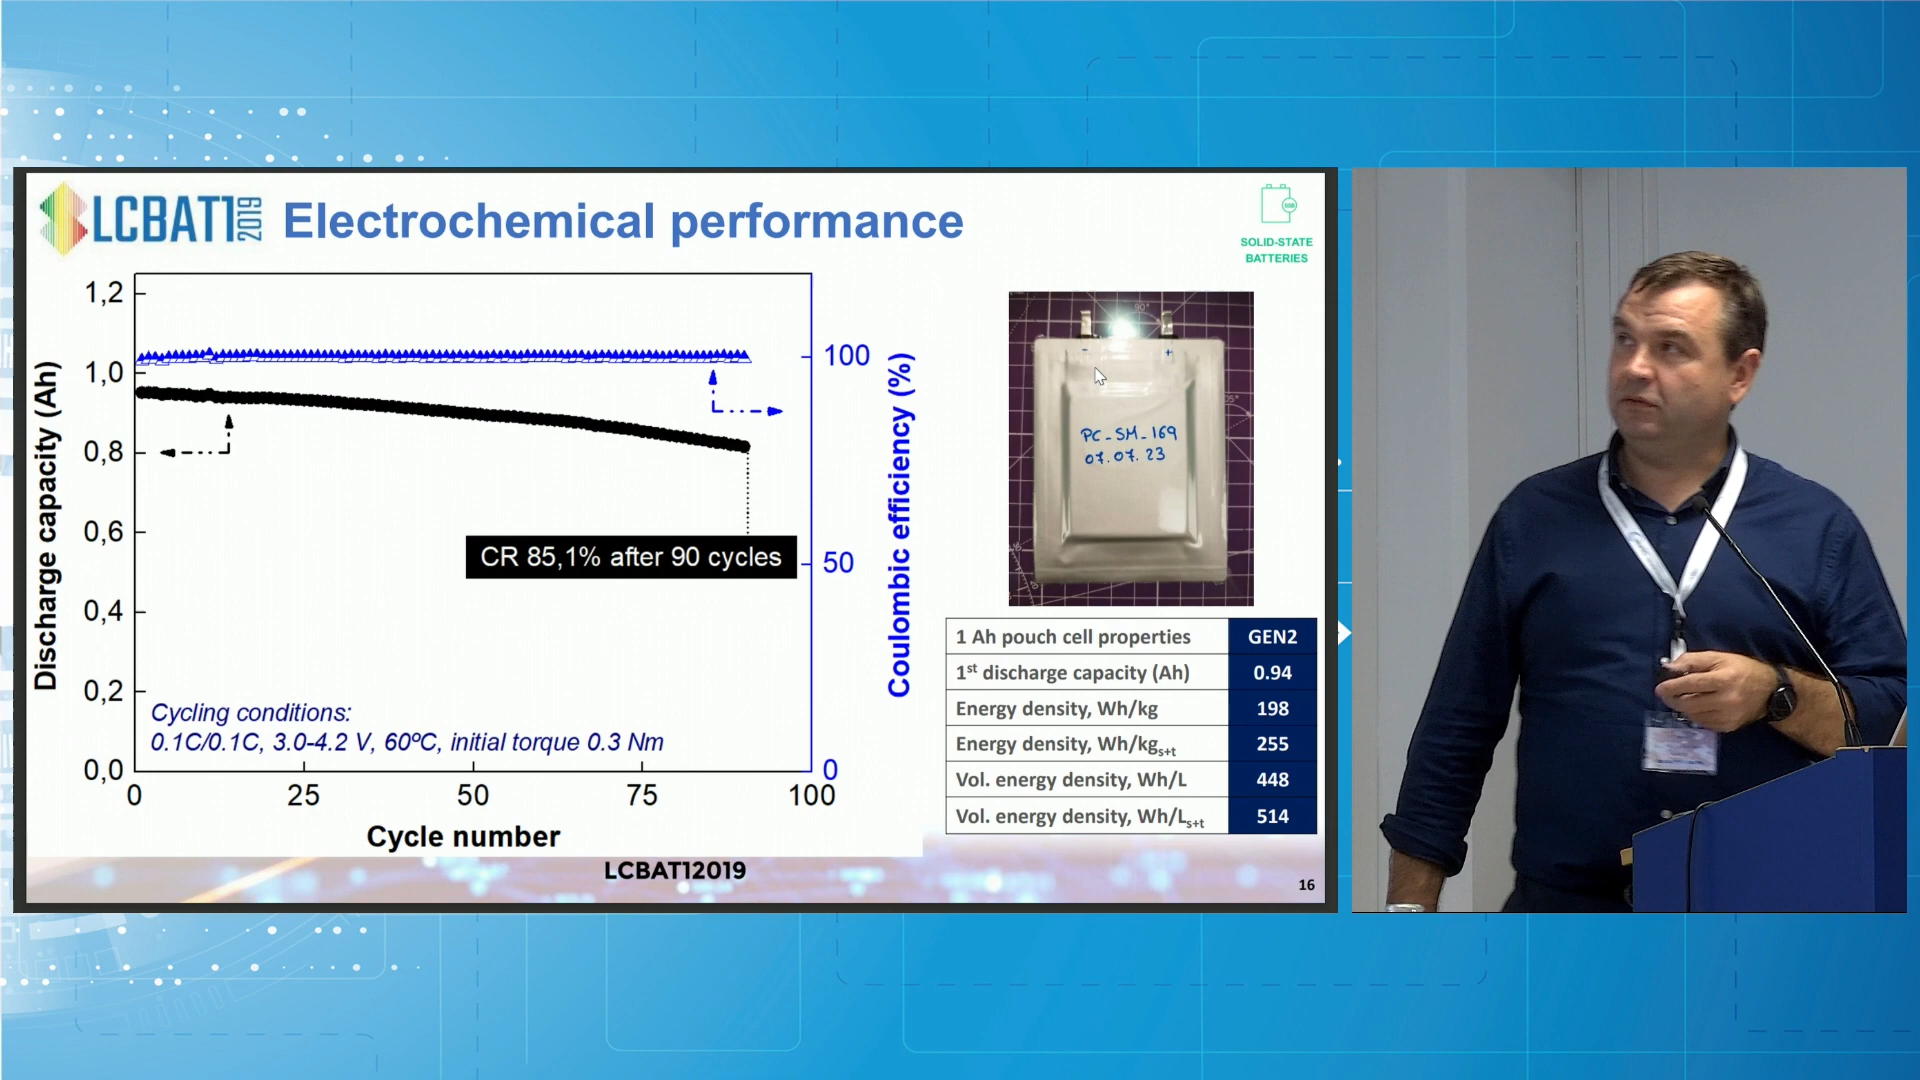 LCBAT1 2019
Electrochemical performance
SSB
SOLID-STATE
BATTERIES
1,2
1,0
0,8
0,6
0,4
0,2
0,0
Discharge capacity (Ah)
100
50
0
Coulombic efficiency (%)
CR 85,1% after 90 cycles
Cycling conditions:
0.1C/0.1C, 3.0-4.2 V, 60ºC, initial torque 0.3 Nm
0 25 50 75 100
Cycle number
90°
- +
PC-SM-169
07.07.23
1 Ah pouch cell properties GEN2
1st discharge capacity (Ah) 0.94
Energy density, Wh/kg 198
Energy density, Wh/kgs+t 255
Vol. energy density, Wh/L 448
Vol. energy density, Wh/Ls+t 514
LCBAT12019
16